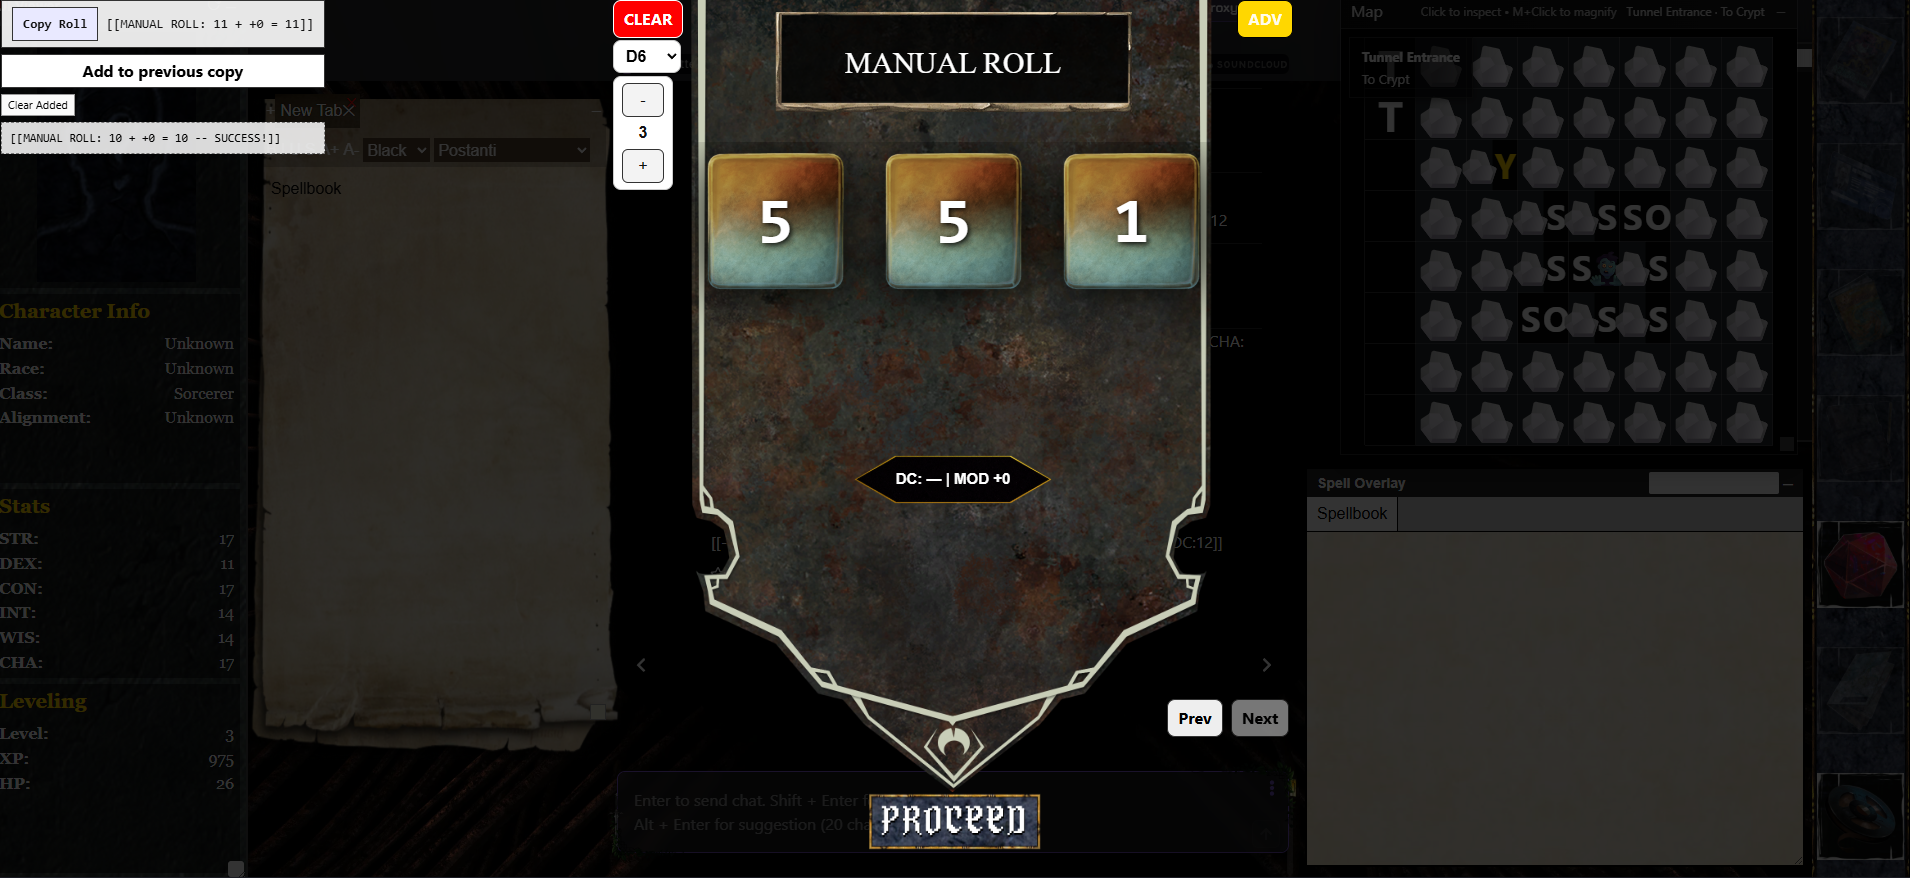 Copy Roll [[MANUAL ROLL: 11 + +0 = 11]]
Add to previous copy
Clear Added
[[MANUAL ROLL: 10 + +0 = 10 -- SUCCESS!]]
+ New Tab×
A+ A- Black Postanti
Spellbook
Character Info
Name: Unknown
Race: Unknown
Class: Sorcerer
Alignment: Unknown
Stats
STR: 17
DEX: 11
CON: 17
INT: 14
WIS: 14
CHA: 17
Leveling
Level: 3
XP: 975
HP: 26
CLEAR
D6
-
3
+
MANUAL ROLL
5 5 1
DC: — | MOD +0
ADV
roxy
SOUNDCLOUD
12
CHA:
[[- DC:12]]
Prev Next
Enter to send chat. Shift + Enter f
Alt + Enter for suggestion (20 cha
PROCEED
Map Click to inspect • M+Click to magnify Tunnel Entrance · To Crypt –
Tunnel Entrance
To Crypt
T
Y
S S S O
S S S
S O S S
Spell Overlay –
Spellbook